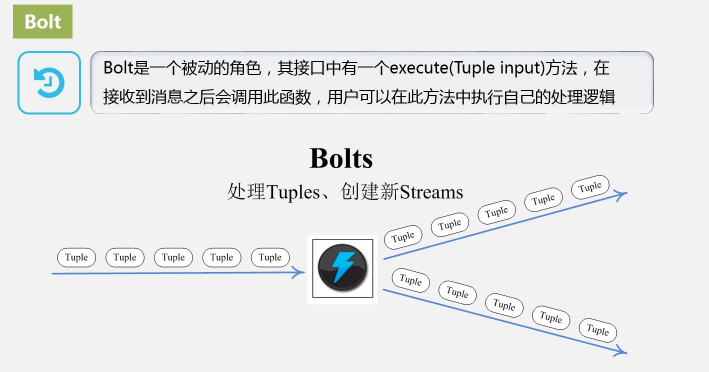 Bolt
Bolt是一个被动的角色，其接口中有一个execute(Tuple input)方法，在
接收到消息之后会调用此函数，用户可以在此方法中执行自己的处理逻辑
Bolts
处理Tuples、创建新Streams
Tuple Tuple Tuple Tuple Tuple
Tuple Tuple Tuple Tuple Tuple
Tuple Tuple Tuple Tuple Tuple